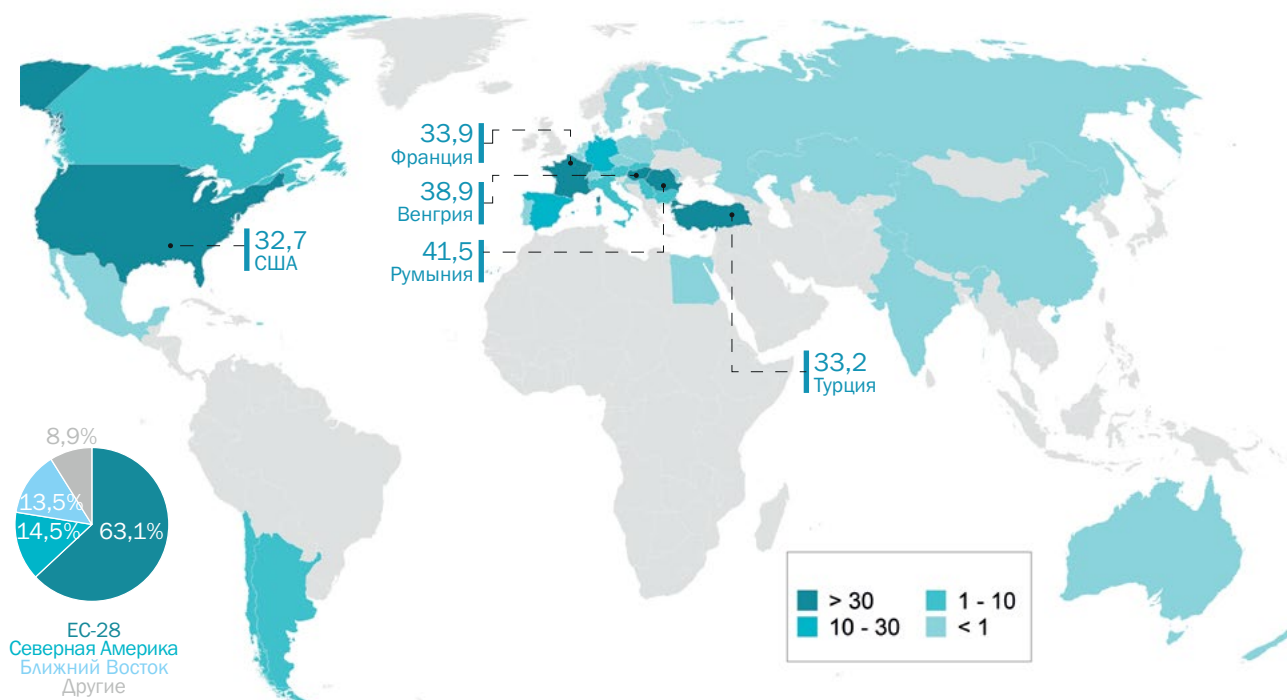 33,9
Франция
38,9
Венгрия
41,5
Румыния
32,7
США
33,2
Турция
8,9%
13,5%
14,5%
63,1%
ЕС-28
Северная Америка
Ближний Восток
Другие
> 30
1 - 10
10 - 30
< 1